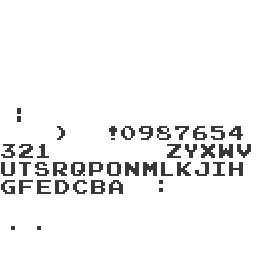 :
) !0987654
321 ZYXWV
UTSRQPONMLKJIH
GFEDCBA :
. .